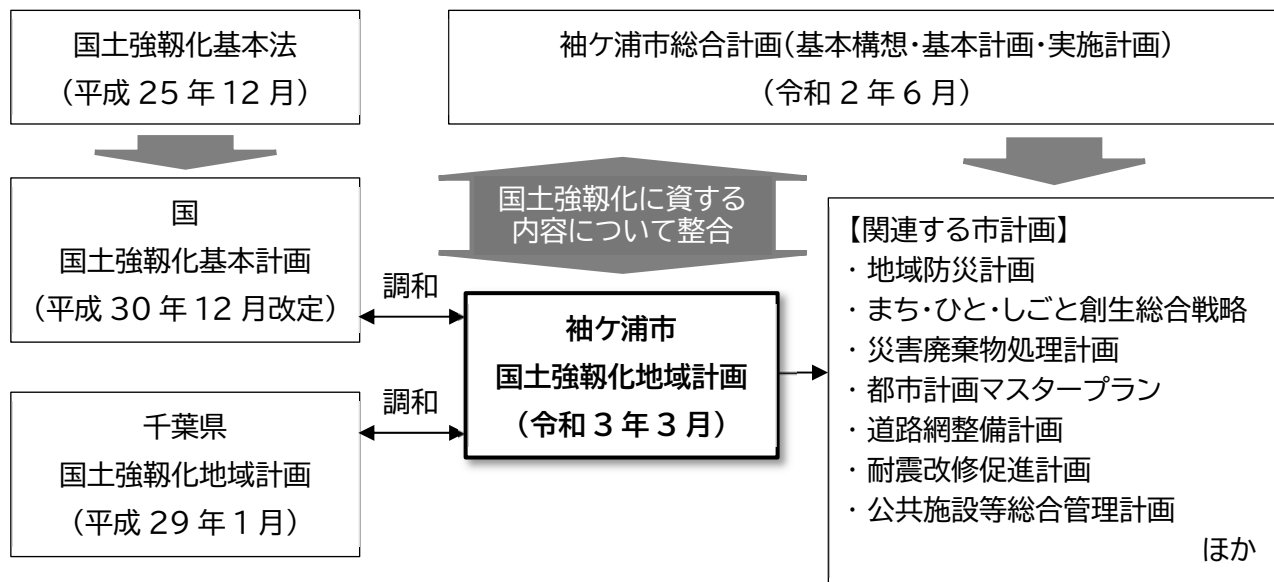 国土強靱化基本法
（平成 25 年 12 月）
袖ケ浦市総合計画（基本構想・基本計画・実施計画）
（令和 2 年 6 月）
国
国土強靱化基本計画
（平成 30 年 12 月改定）
国土強靱化に資する
内容について整合
調和
袖ケ浦市
国土強靱化地域計画
（令和 3 年 3 月）
調和
千葉県
国土強靱化地域計画
（平成 29 年 1 月）
【関連する市計画】
・ 地域防災計画
・ まち・ひと・しごと創生総合戦略
・ 災害廃棄物処理計画
・ 都市計画マスタープラン
・ 道路網整備計画
・ 耐震改修促進計画
・ 公共施設等総合管理計画
ほか